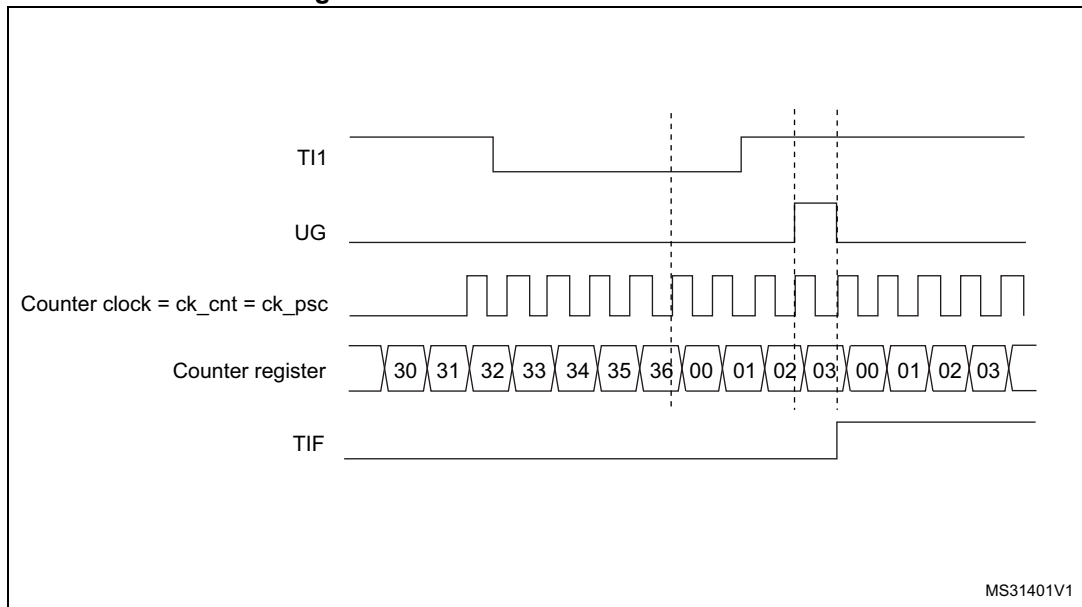 TI1
UG
Counter clock = ck_cnt = ck_psc
Counter register 30 31 32 33 34 35 36 00 01 02 03 00 01 02 03
TIF
MS31401V1